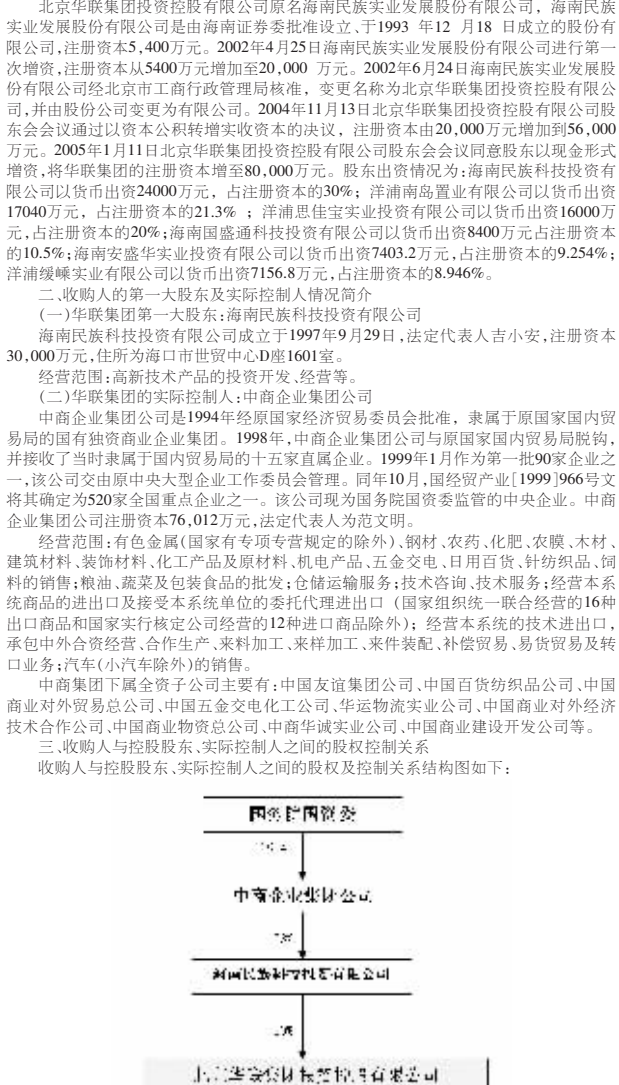 北京华联集团投资控股有限公司原名海南民族实业发展股份有限公司，海南民族
实业发展股份有限公司是由海南证券委批准设立、于1993 年12 月18 日成立的股份有
限公司,注册资本5,400万元。2002年4月25日海南民族实业发展股份有限公司进行第一
次增资,注册资本从5400万元增加至20,000 万元。2002年6月24日海南民族实业发展股
份有限公司经北京市工商行政管理局核准，变更名称为北京华联集团投资控股有限公
司,并由股份公司变更为有限公司。2004年11月13日北京华联集团投资控股有限公司股
东会会议通过以资本公积转增实收资本的决议，注册资本由20,000万元增加到56,000
万元。2005年1月11日北京华联集团投资控股有限公司股东会会议同意股东以现金形式
增资,将华联集团的注册资本增至80,000万元。股东出资情况为:海南民族科技投资有
限公司以货币出资24000万元，占注册资本的30%；洋浦南岛置业有限公司以货币出资
17040万元，占注册资本的21.3% ；洋浦思佳宝实业投资有限公司以货币出资16000万
元,占注册资本的20%;海南国盛通科技投资有限公司以货币出资8400万元占注册资本
的10.5%;海南安盛华实业投资有限公司以货币出资7403.2万元,占注册资本的9.254%;
洋浦缓嵊实业有限公司以货币出资7156.8万元,占注册资本的8.946%。
二、收购人的第一大股东及实际控制人情况简介
(一)华联集团第一大股东:海南民族科技投资有限公司
海南民族科技投资有限公司成立于1997年9月29日,法定代表人吉小安,注册资本
30,000万元,住所为海口市世贸中心D座1601室。
经营范围:高新技术产品的投资开发、经营等。
(二)华联集团的实际控制人:中商企业集团公司
中商企业集团公司是1994年经原国家经济贸易委员会批准，隶属于原国家国内贸
易局的国有独资商业企业集团。1998年,中商企业集团公司与原国家国内贸易局脱钩,
并接收了当时隶属于国内贸易局的十五家直属企业。1999年1月作为第一批90家企业之
一,该公司交由原中央大型企业工作委员会管理。同年10月,国经贸产业[1999]966号文
将其确定为520家全国重点企业之一。该公司现为国务院国资委监管的中央企业。中商
企业集团公司注册资本76,012万元,法定代表人为范文明。
经营范围:有色金属(国家有专项专营规定的除外)、钢材、农药、化肥、农膜、木材、
建筑材料、装饰材料、化工产品及原材料、机电产品、五金交电、日用百货、针纺织品、饲
料的销售;粮油、蔬菜及包装食品的批发;仓储运输服务;技术咨询、技术服务;经营本系
统商品的进出口及接受本系统单位的委托代理进出口（国家组织统一联合经营的16种
出口商品和国家实行核定公司经营的12种进口商品除外)；经营本系统的技术进出口,
承包中外合资经营、合作生产、来料加工、来样加工、来件装配、补偿贸易、易货贸易及转
口业务;汽车(小汽车除外)的销售。
中商集团下属全资子公司主要有:中国友谊集团公司、中国百货纺织品公司、中国
商业对外贸易总公司、中国五金交电化工公司、华运物流实业公司、中国商业对外经济
技术合作公司、中国商业物资总公司、中商华诚实业公司、中国商业建设开发公司等。
三、收购人与控股股东、实际控制人之间的股权控制关系
收购人与控股股东、实际控制人之间的股权及控制关系结构图如下:
国务院国资委
中商企业集团公司
海南民族科技投资有限公司
北京华联集团投资控股有限公司